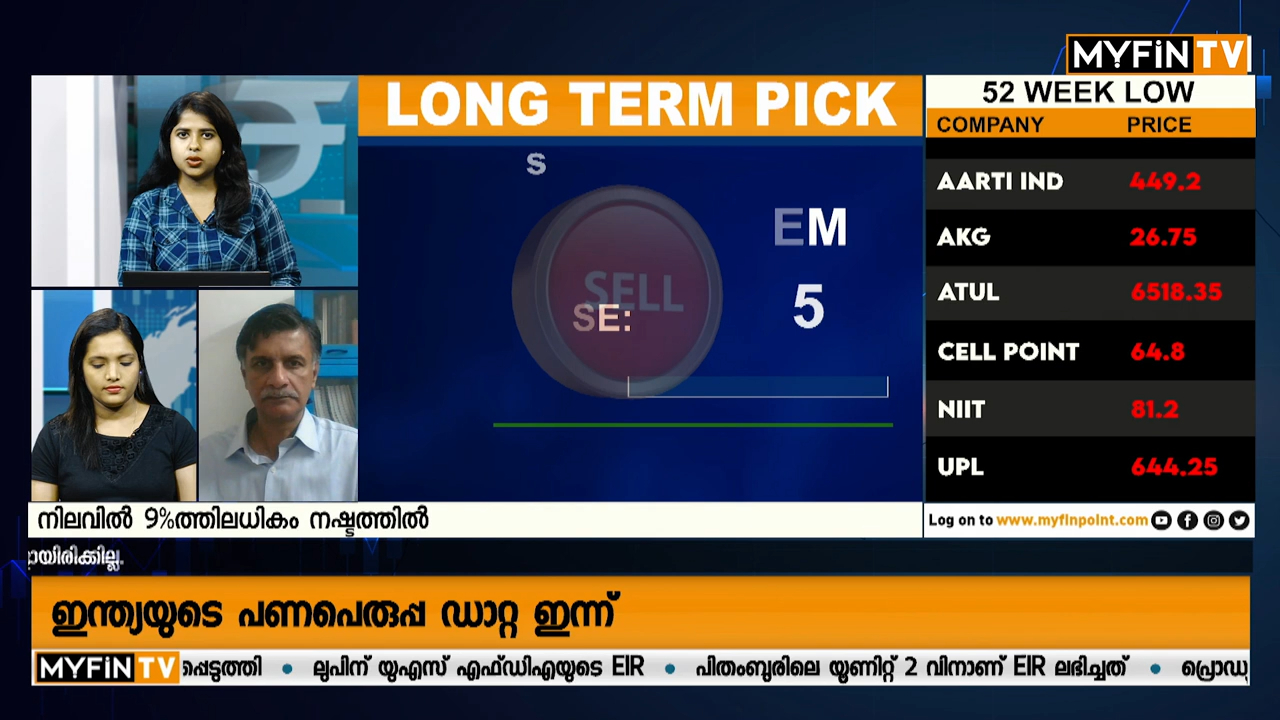 MYFiN TV
LONG TERM PICK
S
SELL
SE:
EM
5
52 WEEK LOW
COMPANY PRICE
AARTI IND 449.2
AKG 26.75
ATUL 6518.35
CELL POINT 64.8
NIIT 81.2
UPL 644.25
നിലവിൽ 9%ത്തിലധികം നഷ്ടത്തിൽ
Log on to www.myfinpoint.com
ായിരിക്കില്ല.
ഇന്ത്യയുടെ പണപെരുപ്പ ഡാറ്റ ഇന്ന്
MYFiN TV പ്പെടുത്തി • ലുപിന് യുഎസ് എഫ്ഡിഎയുടെ EIR • പിതംബുരിലെ യൂണിറ്റ് 2 വിനാണ് EIR ലഭിച്ചത് • പ്രൊഡ